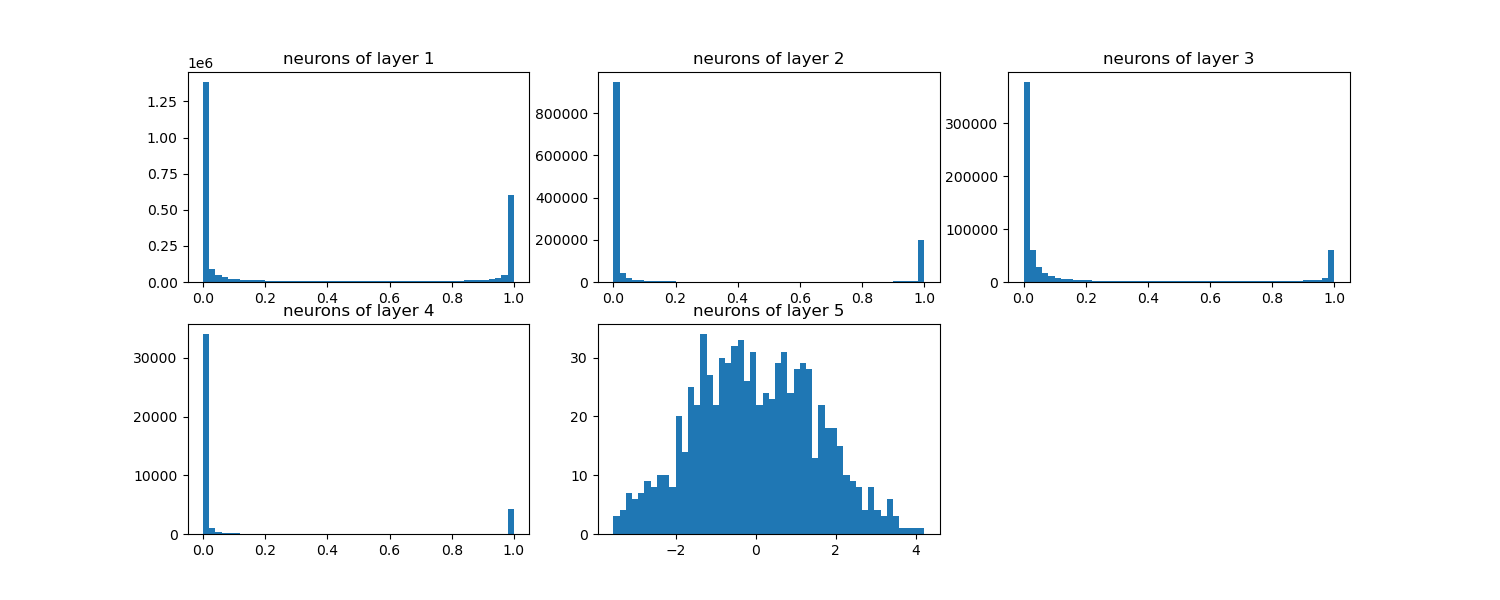 neurons of layer 1
1e6
1.25
1.00
0.75
0.50
0.25
0.00
0.0 0.2 0.4 0.6 0.8 1.0
neurons of layer 2
800000
600000
400000
200000
0
0.0 0.2 0.4 0.6 0.8 1.0
neurons of layer 3
300000
200000
100000
0
0.0 0.2 0.4 0.6 0.8 1.0
neurons of layer 4
30000
20000
10000
0
0.0 0.2 0.4 0.6 0.8 1.0
neurons of layer 5
30
20
10
0
−2 0 2 4